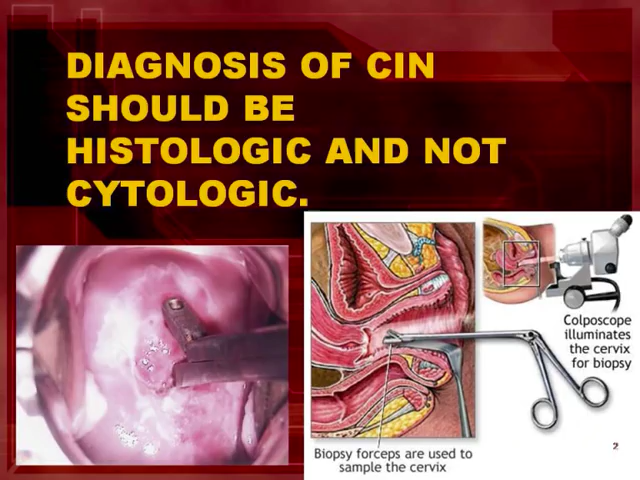 DIAGNOSIS OF CIN
SHOULD BE
HISTOLOGIC AND NOT
CYTOLOGIC.
Colposcope
illuminates
the cervix
for biopsy
Biopsy forceps are used to
sample the cervix
2